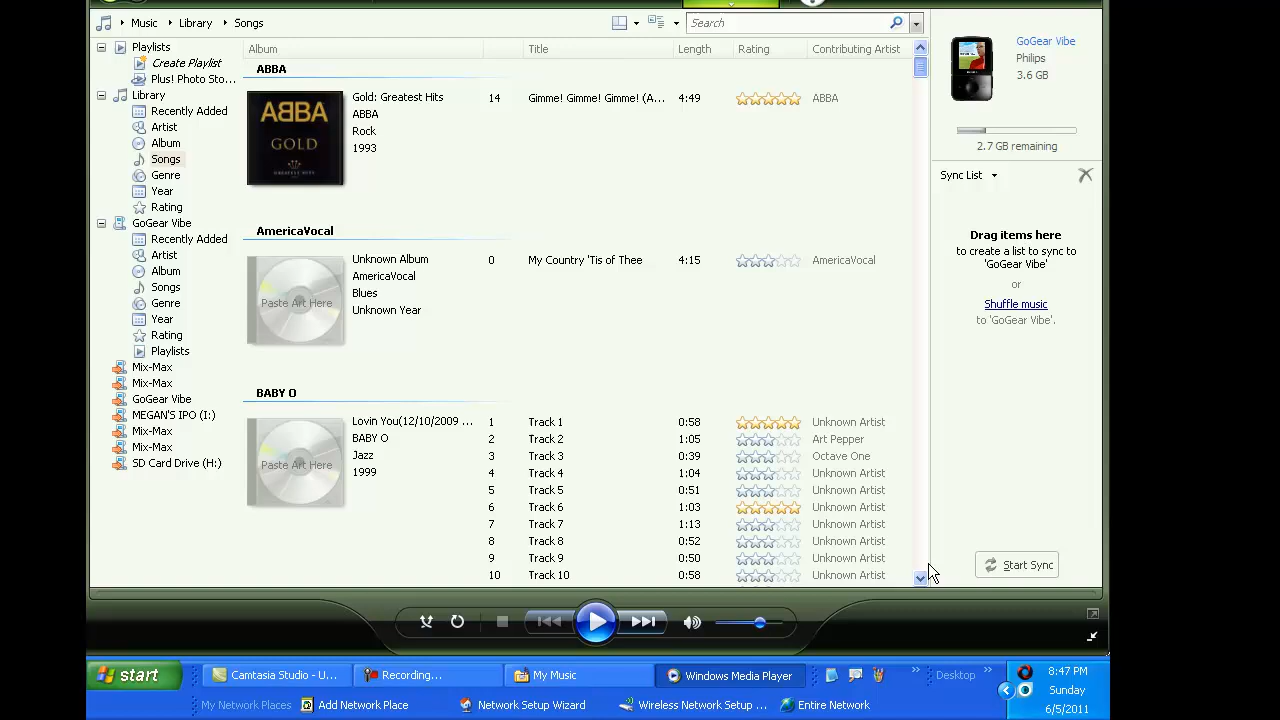 Music Library Songs
Search
Playlists
Create Playlist
Plus! Photo Sto...
Library
Recently Added
Artist
Album
Songs
Genre
Year
Rating
GoGear Vibe
Recently Added
Artist
Album
Songs
Genre
Year
Rating
Playlists
Mix-Max
Mix-Max
GoGear Vibe
MEGAN'S IPO (I:)
Mix-Max
Mix-Max
SD Card Drive (H:)
Album Title Length Rating Contributing Artist
ABBA
ABBA
GOLD
GREATEST HITS
Gold: Greatest Hits 14 Gimme! Gimme! Gimme! (A... 4:49 ABBA
ABBA
Rock
1993
AmericaVocal
Paste Art Here
Unknown Album 0 My Country 'Tis of Thee 4:15 AmericaVocal
AmericaVocal
Blues
Unknown Year
BABY O
Paste Art Here
Lovin You(12/10/2009 ...
BABY O
Jazz
1999
1 Track 1 0:58 Unknown Artist
2 Track 2 1:05 Art Pepper
3 Track 3 0:39 Octave One
4 Track 4 1:04 Unknown Artist
5 Track 5 0:51 Unknown Artist
6 Track 6 1:03 Unknown Artist
7 Track 7 1:13 Unknown Artist
8 Track 8 0:52 Unknown Artist
9 Track 9 0:50 Unknown Artist
10 Track 10 0:58 Unknown Artist
GoGear Vibe
Philips
3.6 GB
2.7 GB remaining
Sync List
Drag items here
to create a list to sync to
'GoGear Vibe'
or
Shuffle music
to 'GoGear Vibe'.
Start Sync
start Camtasia Studio - U... Recording... My Music Windows Media Player » Desktop » 8:47 PM
Sunday
My Network Places Add Network Place Network Setup Wizard Wireless Network Setup ... Entire Network 6/5/2011